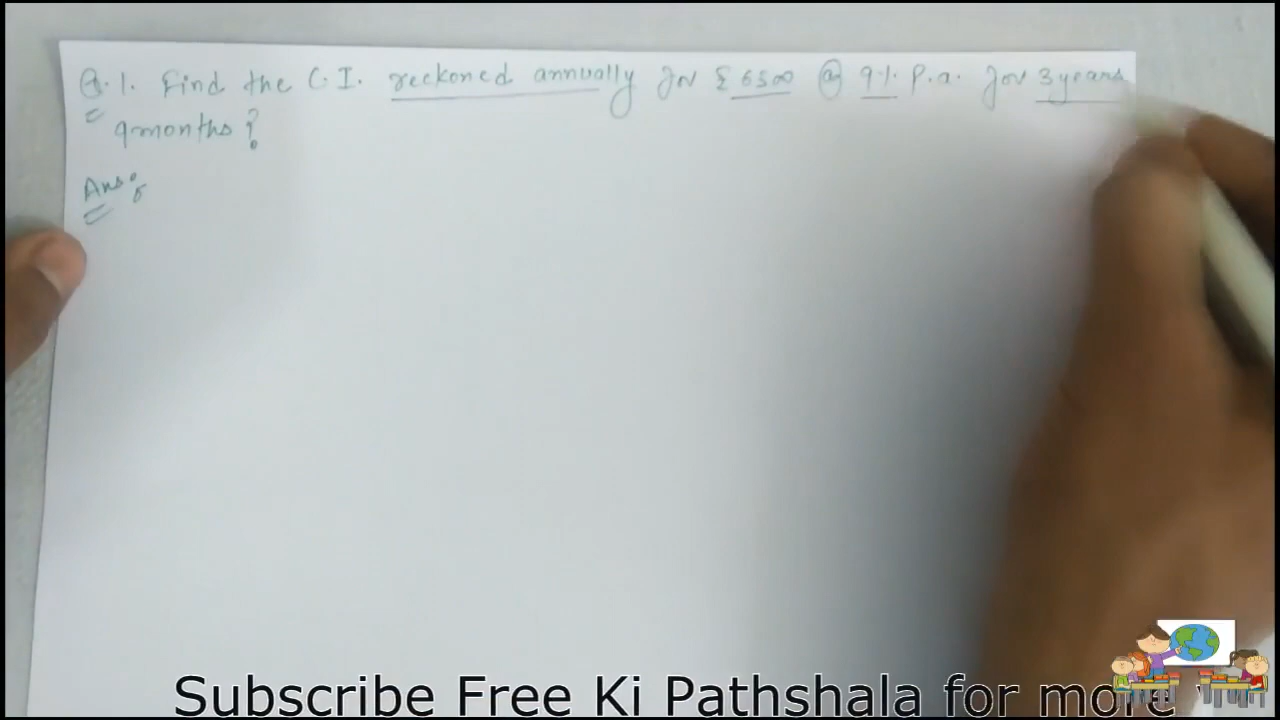 Q.1. Find the C.I. reckoned annually for ₹ 6500 @ 9% p.a. for 3 years
9 months?
Ans:
Subscribe Free Ki Pathshala for more